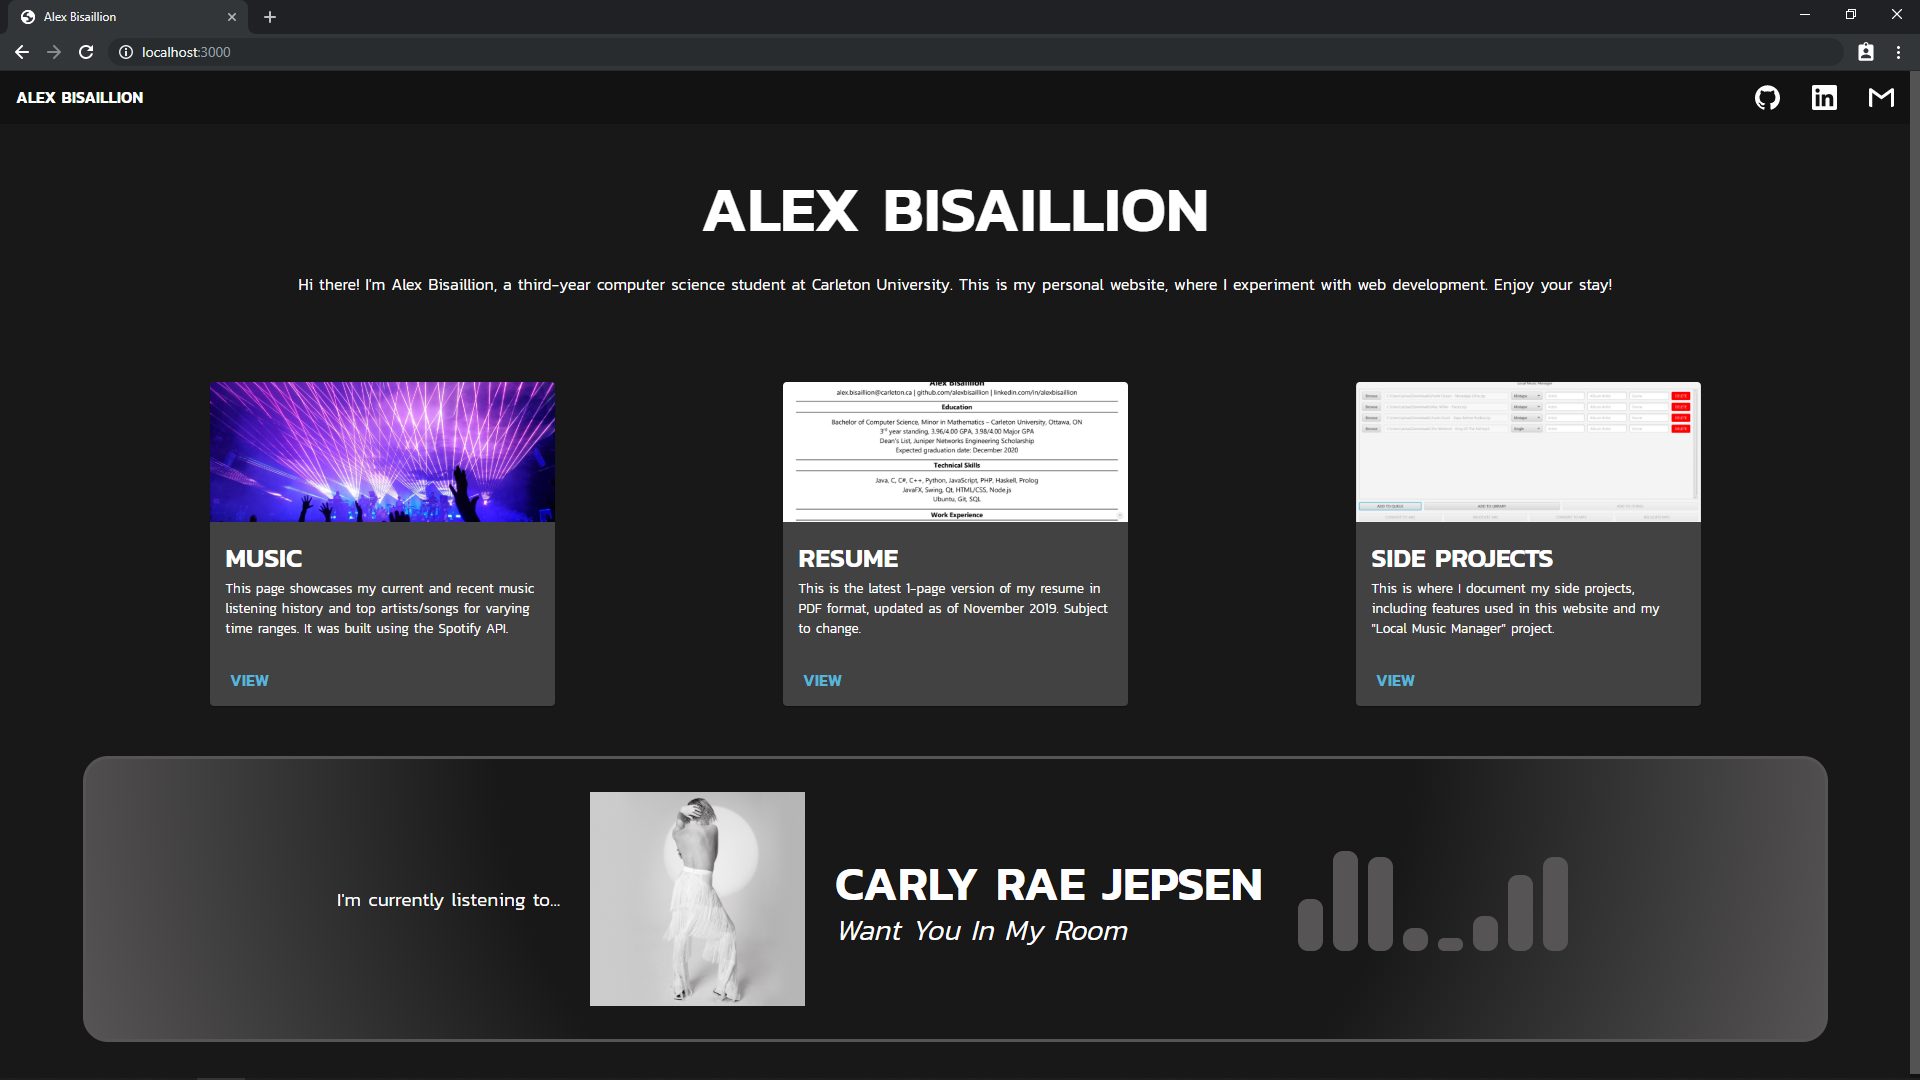 Alex Bisaillion
localhost:3000
ALEX BISAILLION
ALEX BISAILLION
Hi there! I'm Alex Bisaillion, a third-year computer science student at Carleton University. This is my personal website, where I experiment with web development. Enjoy your stay!
MUSIC
This page showcases my current and recent music
listening history and top artists/songs for varying
time ranges. It was built using the Spotify API.
VIEW
Alex Bisaillion
alex.bisaillion@carleton.ca | github.com/alexbisaillion | linkedin.com/in/alexbisaillion
Education
Bachelor of Computer Science, Minor in Mathematics – Carleton University, Ottawa, ON
3rd year standing, 3.96/4.00 GPA, 3.98/4.00 Major GPA
Dean's List, Juniper Networks Engineering Scholarship
Expected graduation date: December 2020
Technical Skills
Java, C, C#, C++, Python, JavaScript, PHP, Haskell, Prolog
JavaFX, Swing, Qt, HTML/CSS, Node.js
Ubuntu, Git, SQL
Work Experience
RESUME
This is the latest 1-page version of my resume in
PDF format, updated as of November 2019. Subject
to change.
VIEW
Local Music Manager
ADD TO QUEUE
ADD TO LIBRARY
SIDE PROJECTS
This is where I document my side projects,
including features used in this website and my
"Local Music Manager" project.
VIEW
I'm currently listening to...
CARLY RAE JEPSEN
Want You In My Room